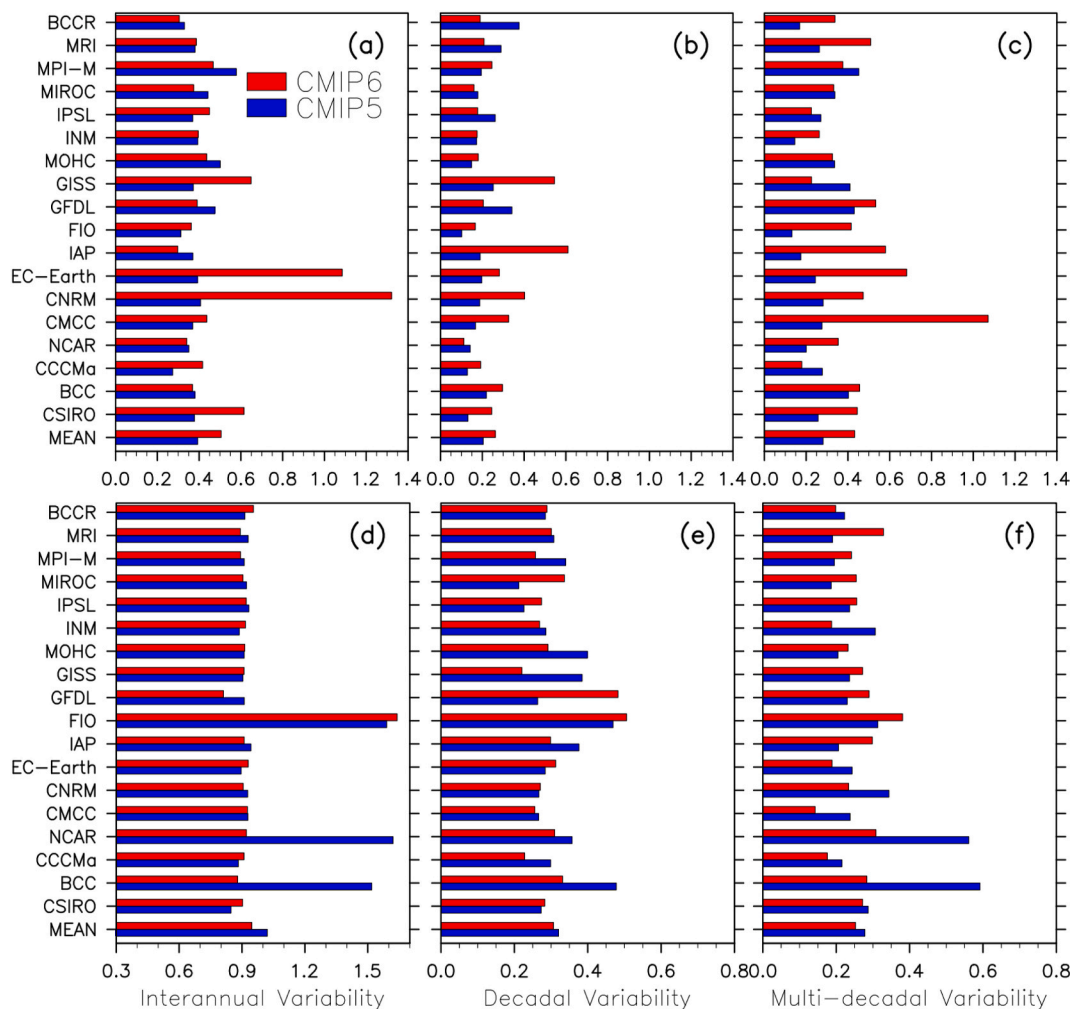 BCCR
MRI
MPI-M
MIROC
IPSL
INM
MOHC
GISS
GFDL
FIO
IAP
EC-Earth
CNRM
CMCC
NCAR
CCCMa
BCC
CSIRO
MEAN
(a)
CMIP6
CMIP5
(b)
(c)
0.0 0.2 0.4 0.6 0.8 1.0 1.2 1.4
0.0 0.2 0.4 0.6 0.8 1.0 1.2 1.4
0.0 0.2 0.4 0.6 0.8 1.0 1.2 1.4
BCCR
MRI
MPI-M
MIROC
IPSL
INM
MOHC
GISS
GFDL
FIO
IAP
EC-Earth
CNRM
CMCC
NCAR
CCCMa
BCC
CSIRO
MEAN
(d)
(e)
(f)
0.3 0.6 0.9 1.2 1.5
0.0 0.2 0.4 0.6 0.8
0.0 0.2 0.4 0.6 0.8
Interannual Variability
Decadal Variability
Multi-decadal Variability